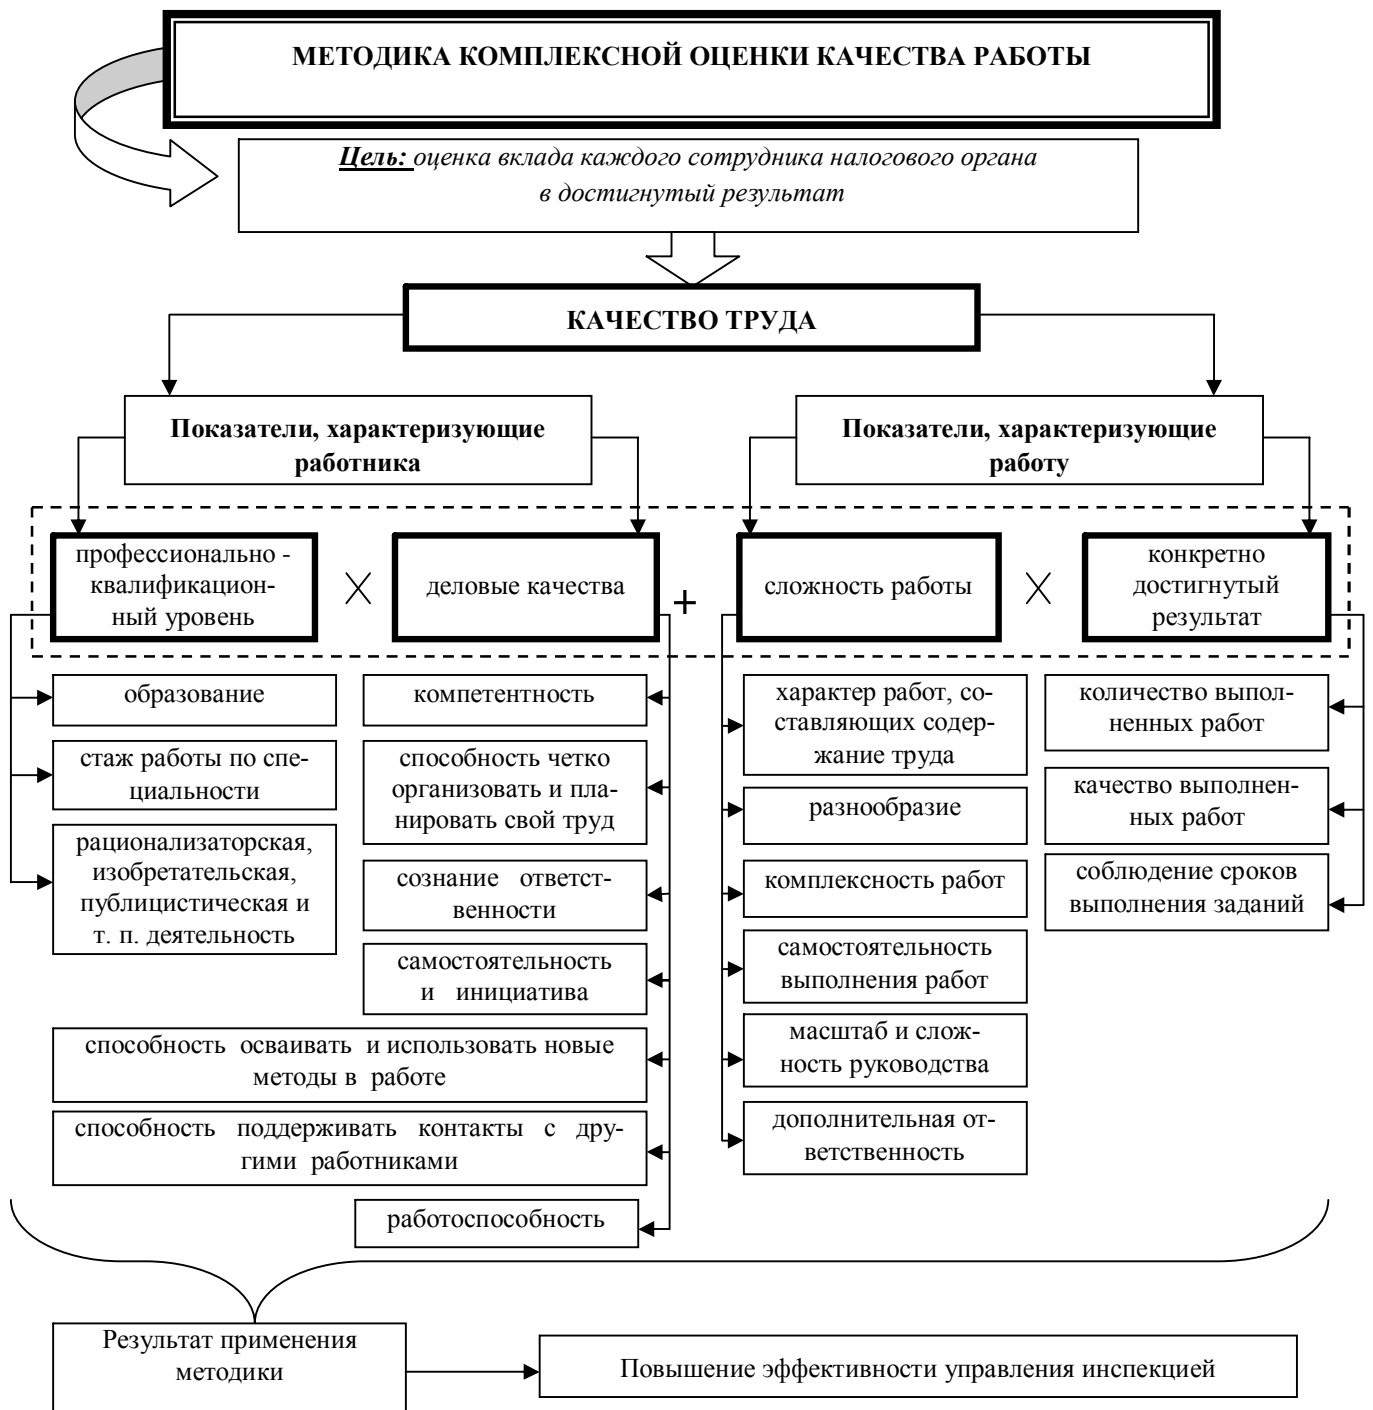 МЕТОДИКА КОМПЛЕКСНОЙ ОЦЕНКИ КАЧЕСТВА РАБОТЫ
Цель: оценка вклада каждого сотрудника налогового органа
в достигнутый результат
КАЧЕСТВО ТРУДА
Показатели, характеризующие
работника
Показатели, характеризующие
работу
профессионально -
квалификацион-
ный уровень
деловые качества
+
сложность работы
конкретно
достигнутый
результат
образование
стаж работы по спе-
циальности
рационализаторская,
изобретательская,
публицистическая и
т. п. деятельность
компетентность
способность четко
организовать и пла-
нировать свой труд
сознание ответст-
венности
самостоятельность
и инициатива
способность осваивать и использовать новые
методы в работе
способность поддерживать контакты с дру-
гими работниками
работоспособность
характер работ, со-
ставляющих содер-
жание труда
разнообразие
комплексность работ
самостоятельность
выполнения работ
масштаб и слож-
ность руководства
дополнительная от-
ветственность
количество выпол-
ненных работ
качество выполнен-
ных работ
соблюдение сроков
выполнения заданий
Результат применения
методики
Повышение эффективности управления инспекцией